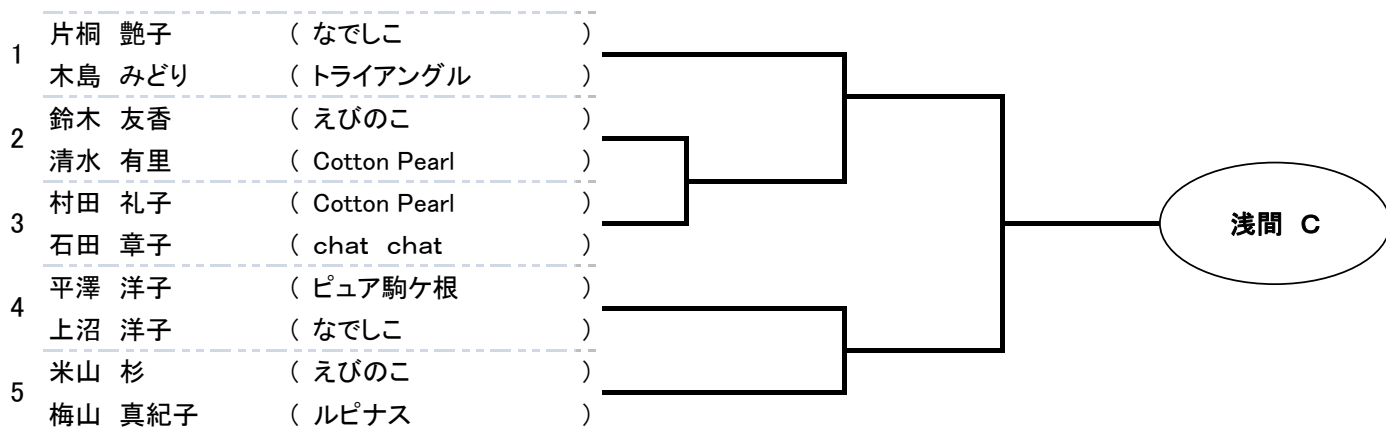 1
片桐 艶子 ( なでしこ )
木島 みどり ( トライアングル )
2
鈴木 友香 ( えびのこ )
清水 有里 ( Cotton Pearl )
3
村田 礼子 ( Cotton Pearl )
石田 章子 ( chat chat )
4
平澤 洋子 ( ピュア駒ケ根 )
上沼 洋子 ( なでしこ )
5
米山 杉 ( えびのこ )
梅山 真紀子 ( ルピナス )
浅間 C